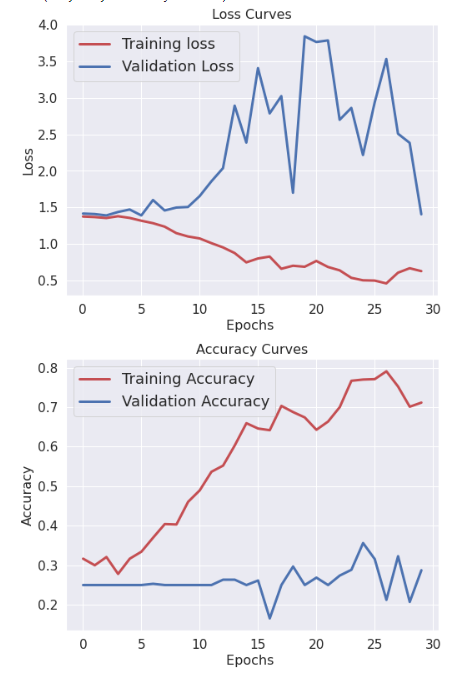 Loss Curves
4.0
3.5
3.0
2.5
2.0
1.5
1.0
0.5
Loss
Training loss
Validation Loss
0 5 10 15 20 25 30
Epochs
Accuracy Curves
0.8
0.7
0.6
0.5
0.4
0.3
0.2
Accuracy
Training Accuracy
Validation Accuracy
0 5 10 15 20 25 30
Epochs